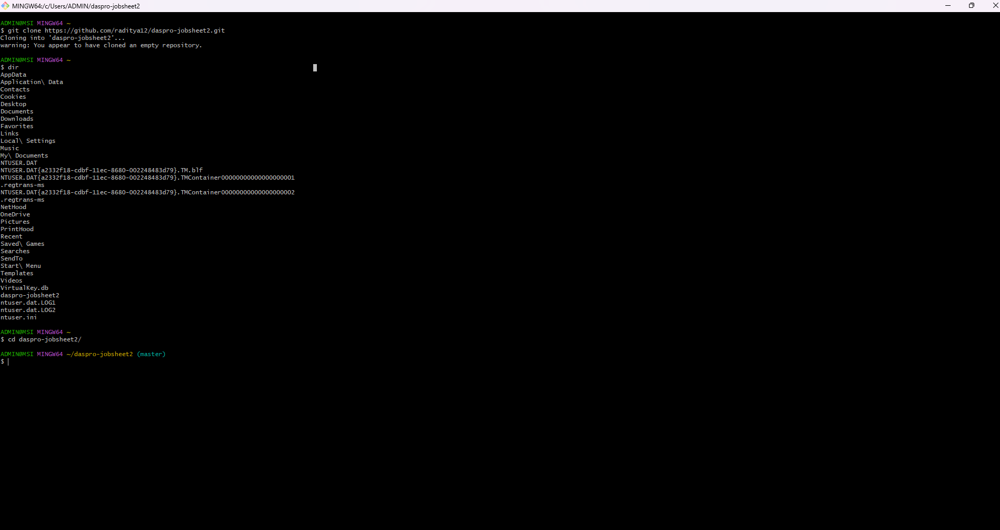 MINGW64:/c/Users/ADMIN/daspro-jobsheet2
ADMIN@MSI MINGW64 ~
$ git clone https://github.com/raditya12/daspro-jobsheet2.git
Cloning into 'daspro-jobsheet2'...
warning: You appear to have cloned an empty repository.
ADMIN@MSI MINGW64 ~
$ dir
AppData
Application\ Data
Contacts
Cookies
Desktop
Documents
Downloads
Favorites
Links
Local\ Settings
Music
My\ Documents
NTUSER.DAT
NTUSER.DAT{a2332f18-cdbf-11ec-8680-002248483d79}.TM.blf
NTUSER.DAT{a2332f18-cdbf-11ec-8680-002248483d79}.TMContainer00000000000000000001
.regtrans-ms
NTUSER.DAT{a2332f18-cdbf-11ec-8680-002248483d79}.TMContainer00000000000000000002
.regtrans-ms
NetHood
OneDrive
Pictures
PrintHood
Recent
Saved\ Games
Searches
SendTo
Start\ Menu
Templates
Videos
VirtualKey.db
daspro-jobsheet2
ntuser.dat.LOG1
ntuser.dat.LOG2
ntuser.ini
ADMIN@MSI MINGW64 ~
$ cd daspro-jobsheet2/
ADMIN@MSI MINGW64 ~/daspro-jobsheet2 (master)
$